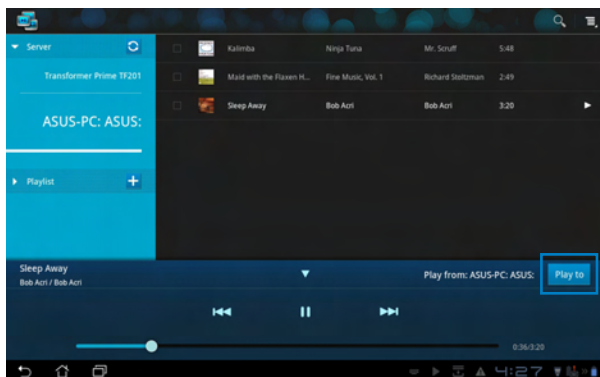 Server
Transformer Prime TF201
ASUS-PC: ASUS:
Playlist
Kalimba Ninja Tuna Mr. Scruff 5:48
Maid with the Flaxen H... Fine Music, Vol. 1 Richard Stoltzman 2:49
Sleep Away Bob Acri Bob Acri 3:20
Sleep Away
Bob Acri / Bob Acri
Play from: ASUS-PC: ASUS:
Play to
0:36/3:20
4:27